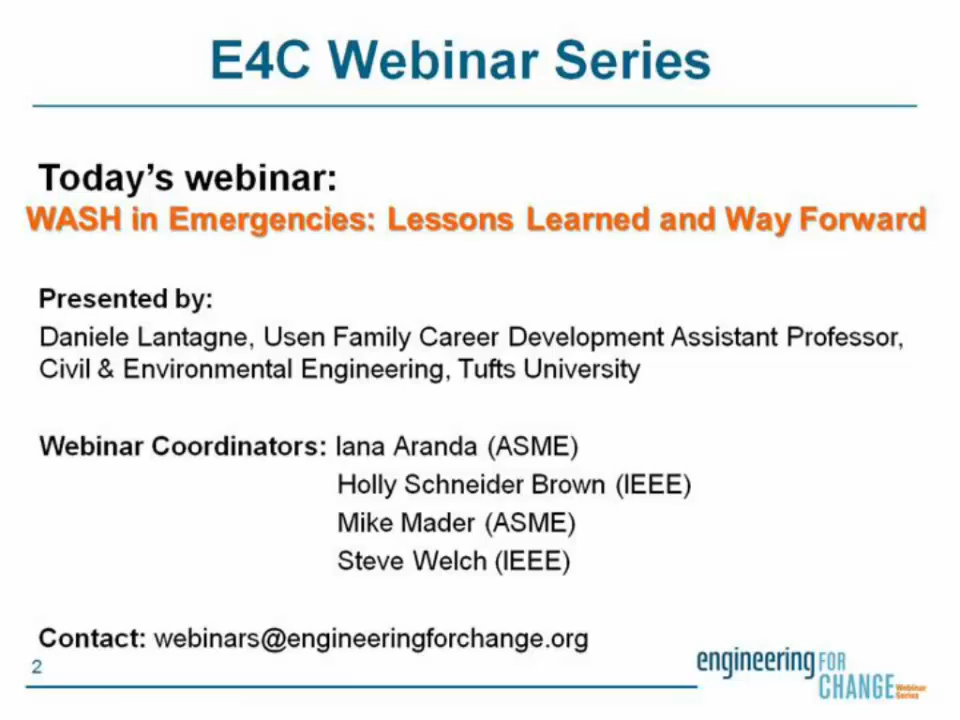 E4C Webinar Series
Today's webinar:
WASH in Emergencies: Lessons Learned and Way Forward
Presented by:
Daniele Lantagne, Usen Family Career Development Assistant Professor,
Civil & Environmental Engineering, Tufts University
Webinar Coordinators: Iana Aranda (ASME)
Holly Schneider Brown (IEEE)
Mike Mader (ASME)
Steve Welch (IEEE)
Contact: webinars@engineeringforchange.org
2
engineering FOR
CHANGE Webinar
Series